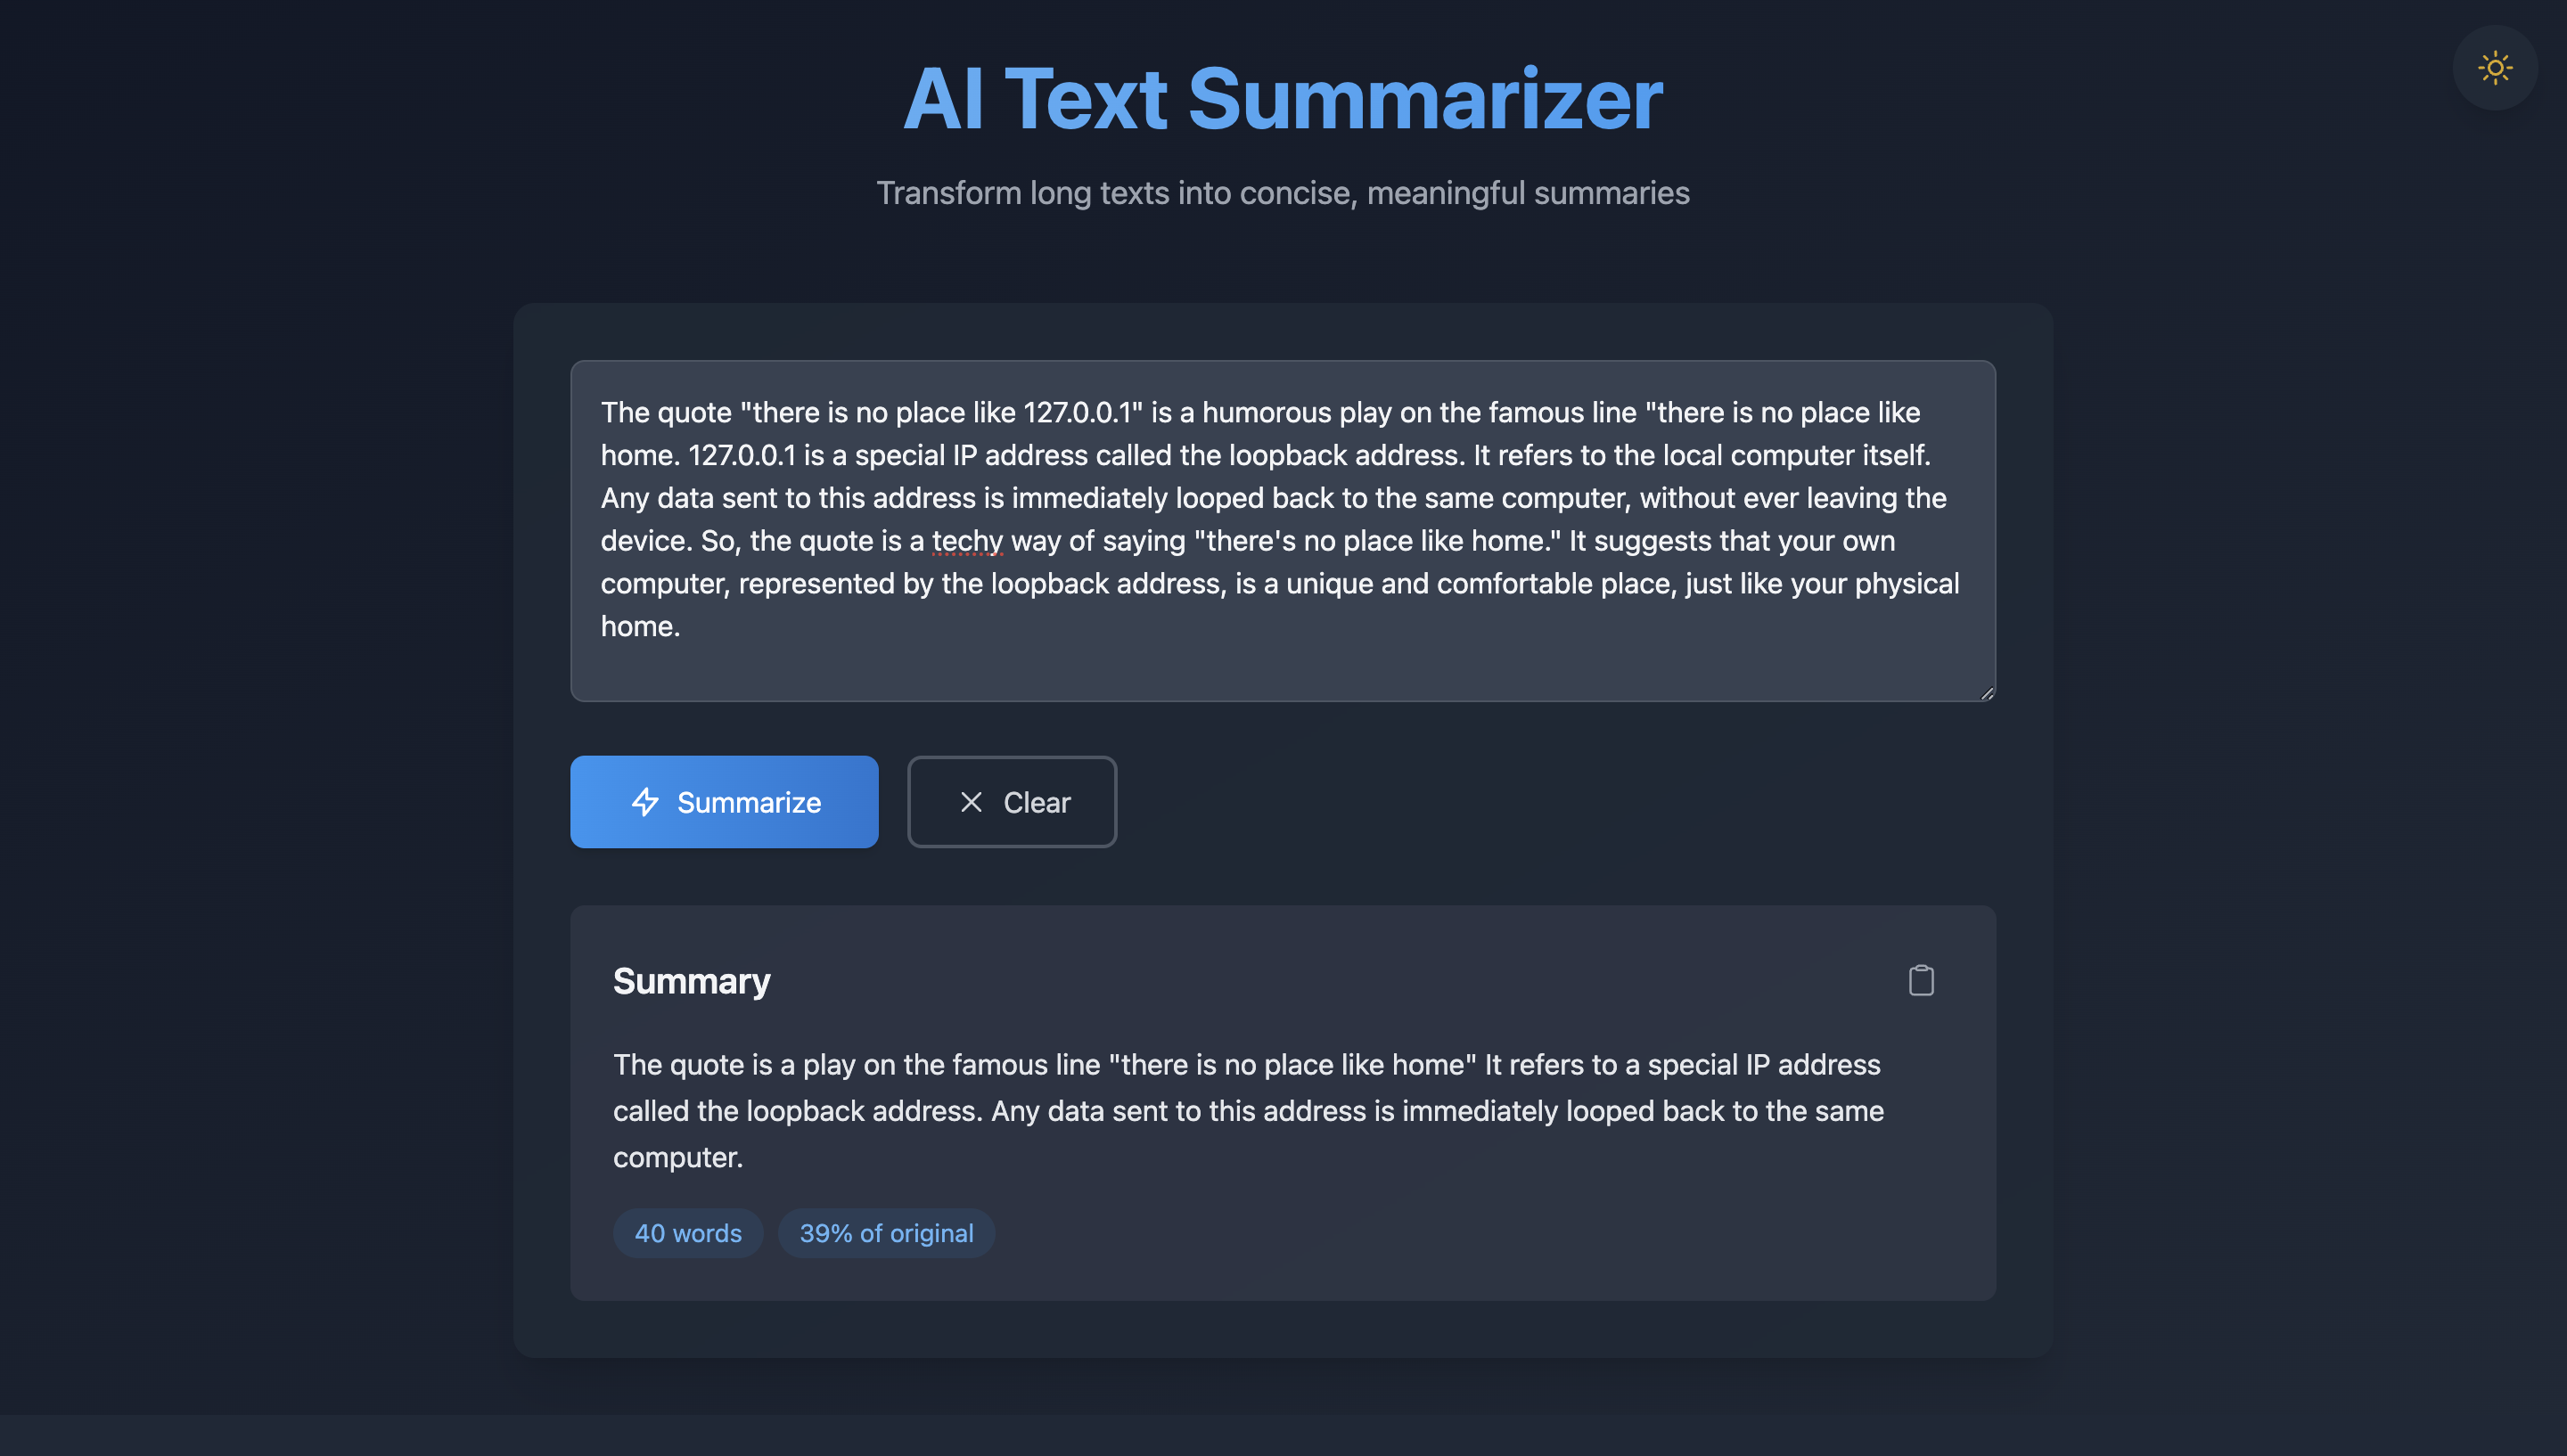 AI Text Summarizer
Transform long texts into concise, meaningful summaries
The quote "there is no place like 127.0.0.1" is a humorous play on the famous line "there is no place like
home. 127.0.0.1 is a special IP address called the loopback address. It refers to the local computer itself.
Any data sent to this address is immediately looped back to the same computer, without ever leaving the
device. So, the quote is a techy way of saying "there's no place like home." It suggests that your own
computer, represented by the loopback address, is a unique and comfortable place, just like your physical
home.
Summarize
Clear
Summary
The quote is a play on the famous line "there is no place like home" It refers to a special IP address
called the loopback address. Any data sent to this address is immediately looped back to the same
computer.
40 words
39% of original